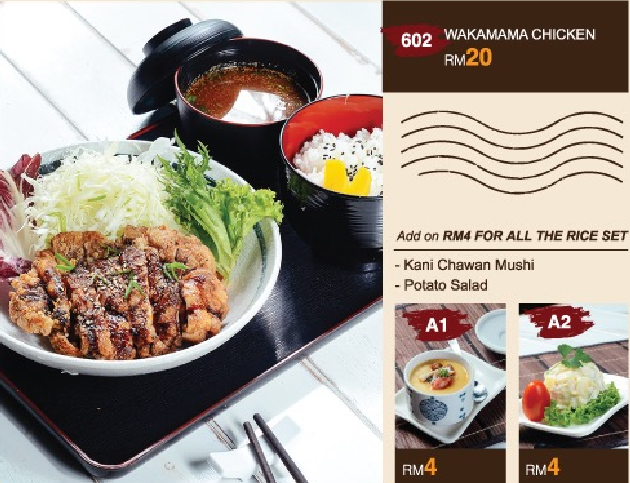 602 WAKAMAMA CHICKEN
RM20
Add on RM4 FOR ALL THE RICE SET
- Kani Chawan Mushi
- Potato Salad
A1 A2
RM4 RM4